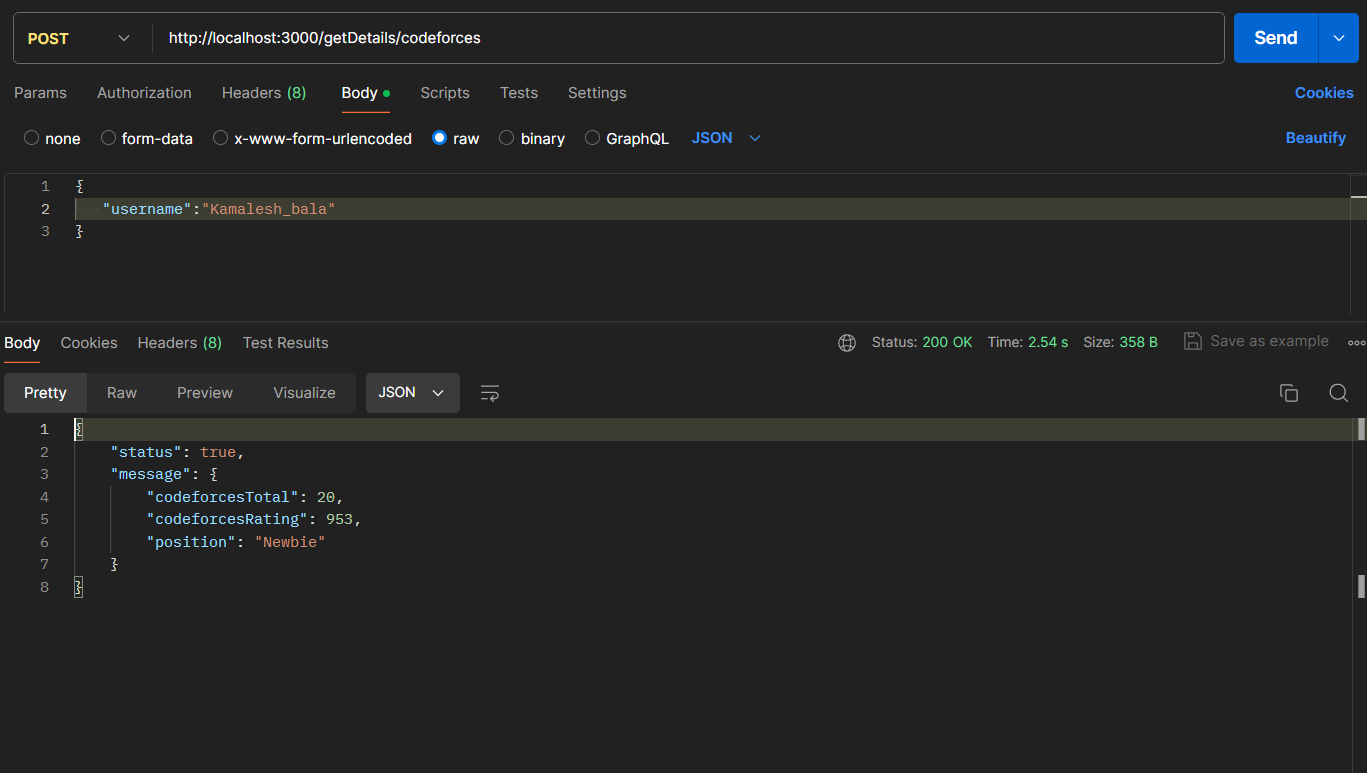 POST http://localhost:3000/getDetails/codeforces Send
Params Authorization Headers (8) Body Scripts Tests Settings Cookies
none form-data x-www-form-urlencoded raw binary GraphQL JSON Beautify
1 {
2 "username":"Kamalesh_bala"
3 }
Body Cookies Headers (8) Test Results Status: 200 OK Time: 2.54 s Size: 358 B Save as example
Pretty Raw Preview Visualize JSON
1 {
2 "status": true,
3 "message": {
4 "codeforcesTotal": 20,
5 "codeforcesRating": 953,
6 "position": "Newbie"
7 }
8 }